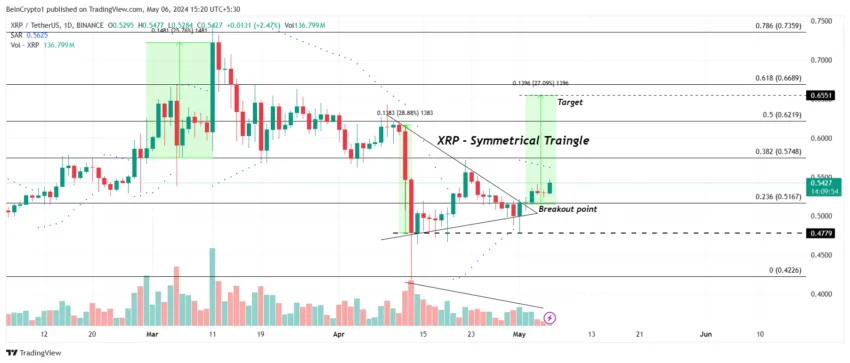 BeInCrypto1 published on TradingView.com, May 06, 2024 15:20 UTC+5:30
XRP / TetherUS, 1D, BINANCE O0.5295 H0.5477 L0.5284 C0.5427 +0.0131 (+2.47%) Vol136.799M
SAR 0.5625
Vol · XRP 136.799M
0.1481 (25.76%) 1481
0.786 (0.7359)
0.7500
0.7000
0.618 (0.6689)
0.1396 (27.09%) 1396
0.6551
Target
0.1383 (28.88%) 1383
0.5 (0.6219)
0.6000
XRP - Symmetrical Traingle
0.382 (0.5748)
0.5427
14:09:54
0.236 (0.5167)
Breakout point
0.5000
0.4779
0.4500
0 (0.4226)
0.4000
12 19 Mar 11 19 Apr 15 22 May 13 21 Jun 10
TradingView